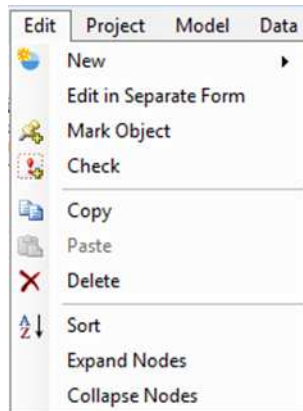 Edit Project Model Data
New
Edit in Separate Form
Mark Object
Check
Copy
Paste
Delete
A Z Sort
Expand Nodes
Collapse Nodes